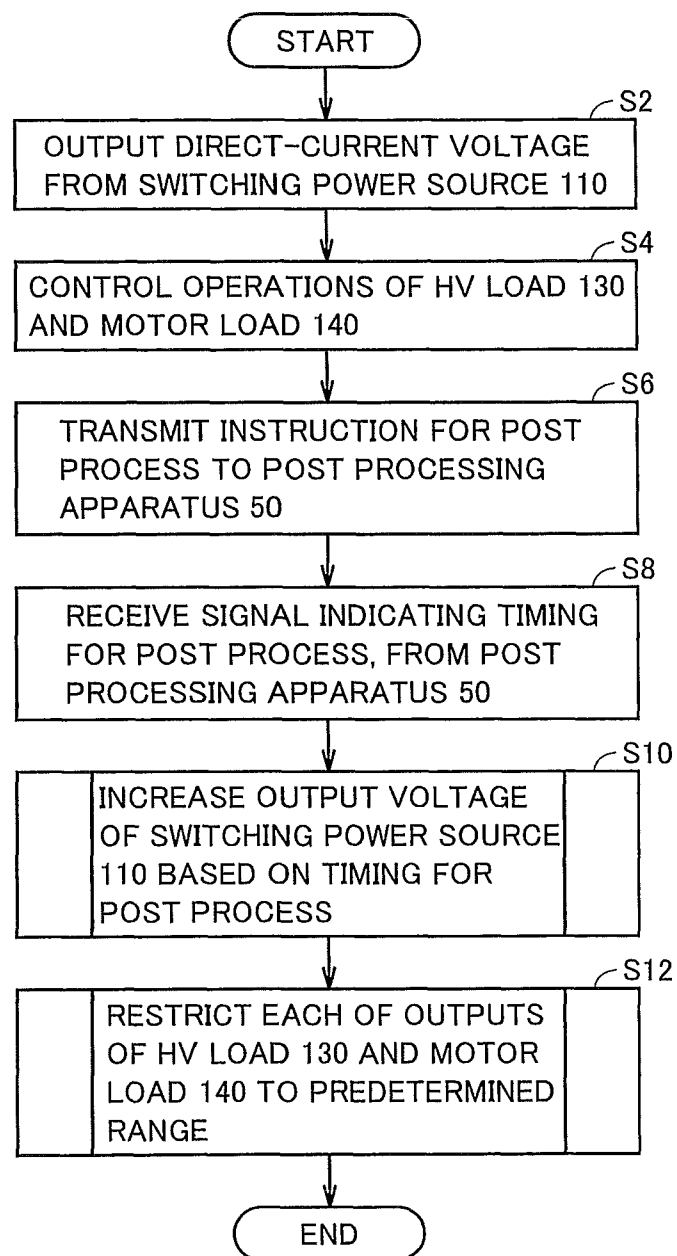 START
S2
OUTPUT DIRECT-CURRENT VOLTAGE
FROM SWITCHING POWER SOURCE 110
S4
CONTROL OPERATIONS OF HV LOAD 130
AND MOTOR LOAD 140
S6
TRANSMIT INSTRUCTION FOR POST
PROCESS TO POST PROCESSING
APPARATUS 50
S8
RECEIVE SIGNAL INDICATING TIMING
FOR POST PROCESS, FROM POST
PROCESSING APPARATUS 50
S10
INCREASE OUTPUT VOLTAGE
OF SWITCHING POWER SOURCE
110 BASED ON TIMING FOR
POST PROCESS
S12
RESTRICT EACH OF OUTPUTS
OF HV LOAD 130 AND MOTOR
LOAD 140 TO PREDETERMINED
RANGE
END